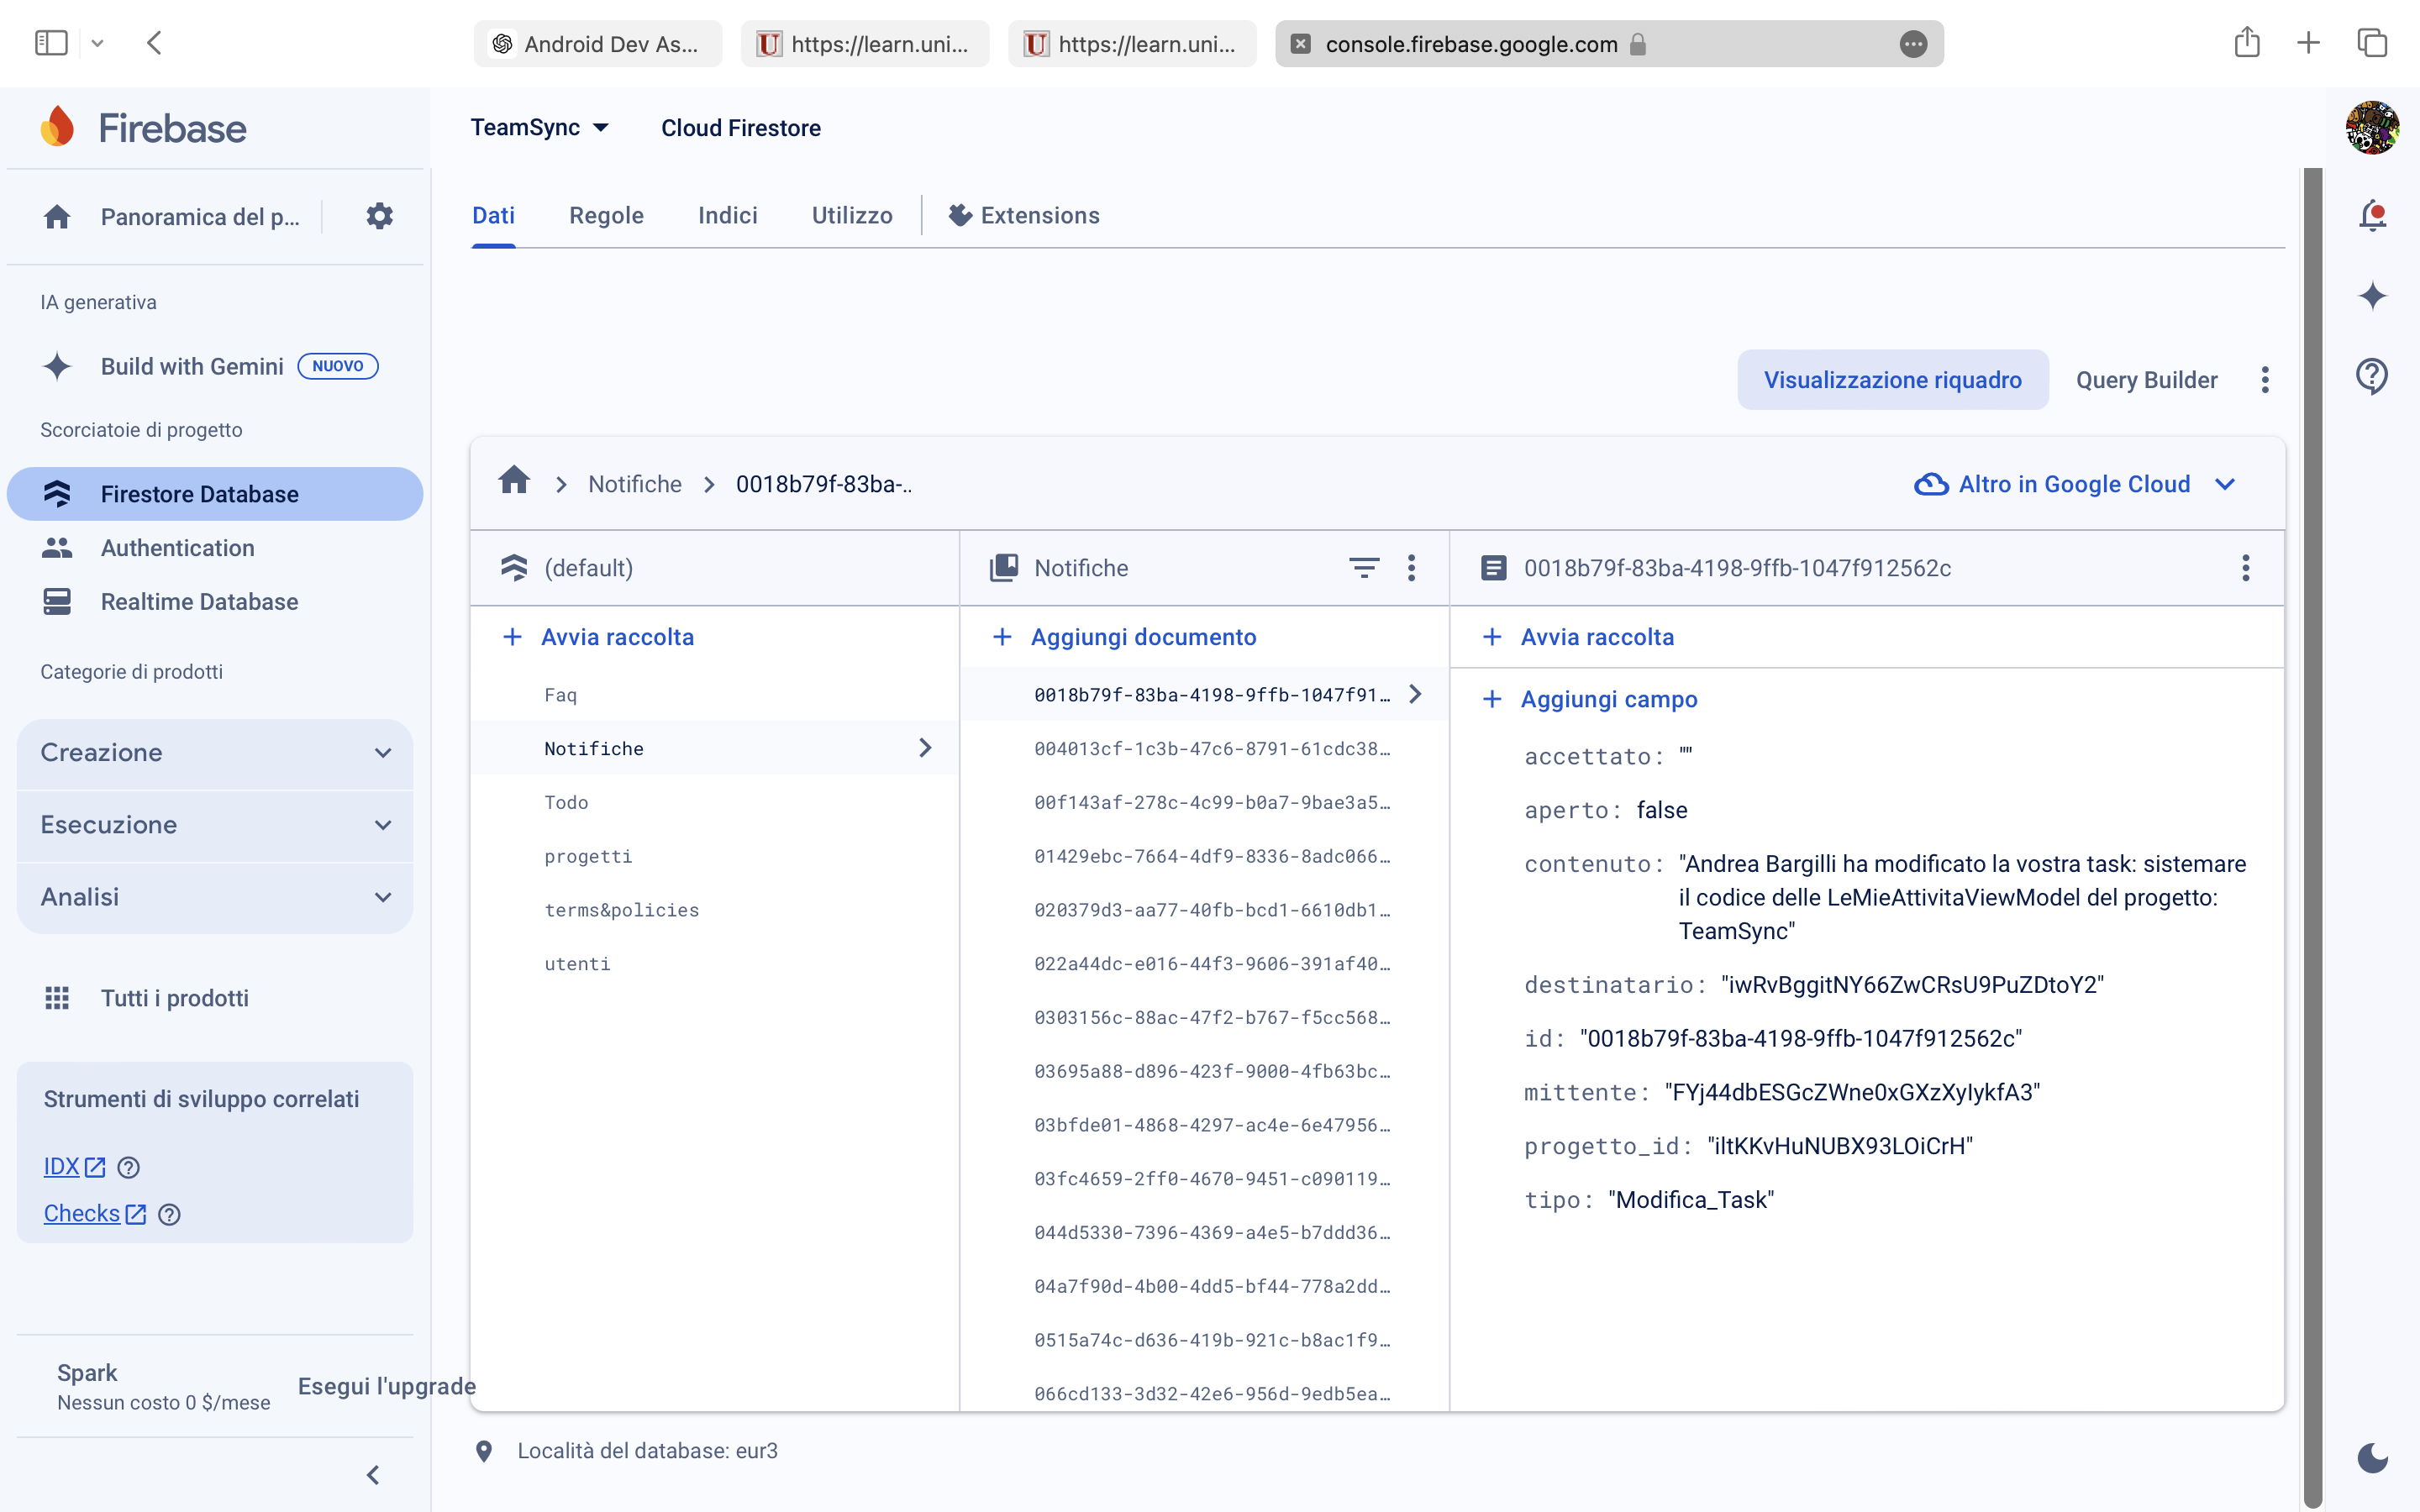 Android Dev As...
https://learn.uni...
https://learn.uni...
console.firebase.google.com
Firebase
TeamSync
Cloud Firestore
Panoramica del p...
Dati
Regole
Indici
Utilizzo
Extensions
IA generativa
Build with Gemini
NUOVO
Scorciatoie di progetto
Firestore Database
Authentication
Realtime Database
Categorie di prodotti
Creazione
Esecuzione
Analisi
Tutti i prodotti
Strumenti di sviluppo correlati
IDX
Checks
Spark
Nessun costo 0 $/mese
Esegui l'upgrade
Visualizzazione riquadro
Query Builder
Notifiche
0018b79f-83ba-..
Altro in Google Cloud
(default)
Avvia raccolta
Faq
Notifiche
Todo
progetti
terms&policies
utenti
Notifiche
Aggiungi documento
0018b79f-83ba-4198-9ffb-1047f91…
004013cf-1c3b-47c6-8791-61cdc38…
00f143af-278c-4c99-b0a7-9bae3a5…
01429ebc-7664-4df9-8336-8adc066…
020379d3-aa77-40fb-bcd1-6610db1…
022a44dc-e016-44f3-9606-391af40…
0303156c-88ac-47f2-b767-f5cc568…
03695a88-d896-423f-9000-4fb63bc…
03bfde01-4868-4297-ac4e-6e47956…
03fc4659-2ff0-4670-9451-c090119…
044d5330-7396-4369-a4e5-b7ddd36…
04a7f90d-4b00-4dd5-bf44-778a2dd…
0515a74c-d636-419b-921c-b8ac1f9…
066cd133-3d32-42e6-956d-9edb5ea…
0018b79f-83ba-4198-9ffb-1047f912562c
Avvia raccolta
Aggiungi campo
accettato: ""
aperto: false
contenuto: "Andrea Bargilli ha modificato la vostra task: sistemare
il codice delle LeMieAttivitaViewModel del progetto:
TeamSync"
destinatario: "iwRvBggitNY66ZwCRsU9PuZDtoY2"
id: "0018b79f-83ba-4198-9ffb-1047f912562c"
mittente: "FYj44dbESGcZWne0xGXzXyIykfA3"
progetto_id: "iltKKvHuNUBX93LOiCrH"
tipo: "Modifica_Task"
Località del database: eur3